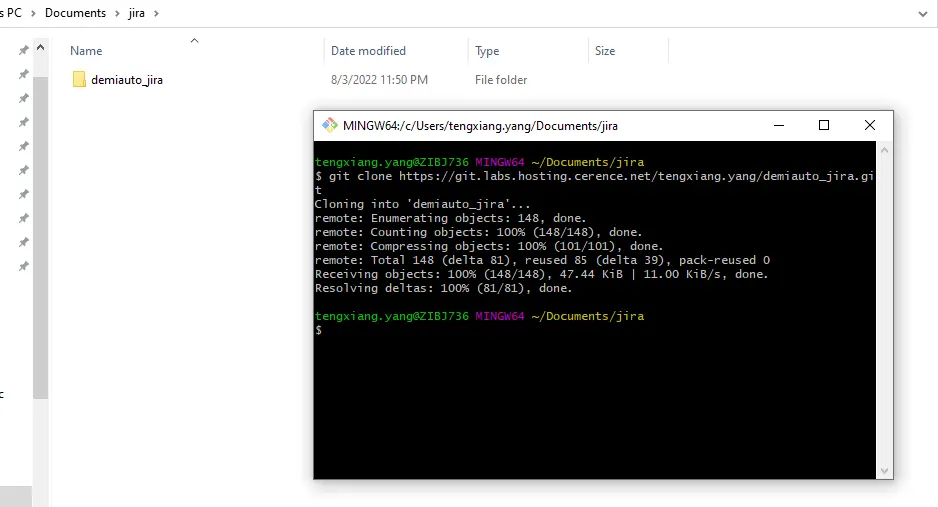 s PC > Documents > jira >
Name
Date modified
Type
Size
demiauto_jira
8/3/2022 11:50 PM
File folder
MINGW64:/c/Users/tengxiang.yang/Documents/jira
tengxiang.yang@ZIBJ736 MINGW64 ~/Documents/jira
$ git clone https://git.labs.hosting.cerence.net/tengxiang.yang/demiauto_jira.gi
t
Cloning into 'demiauto_jira'...
remote: Enumerating objects: 148, done.
remote: Counting objects: 100% (148/148), done.
remote: Compressing objects: 100% (101/101), done.
remote: Total 148 (delta 81), reused 85 (delta 39), pack-reused 0
Receiving objects: 100% (148/148), 47.44 KiB | 11.00 KiB/s, done.
Resolving deltas: 100% (81/81), done.
tengxiang.yang@ZIBJ736 MINGW64 ~/Documents/jira
$
c